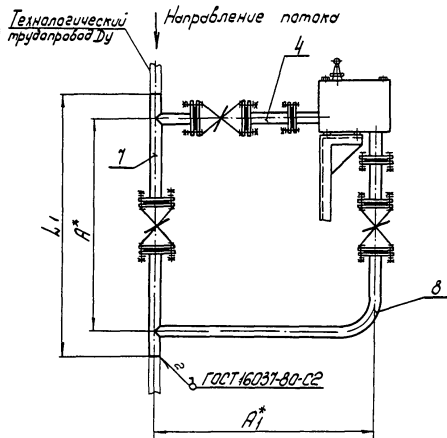 Технологический
трубопровод Ду
Направление потока
4
7
L1
A*
8
2
ГОСТ 16037-80-С2
A1*